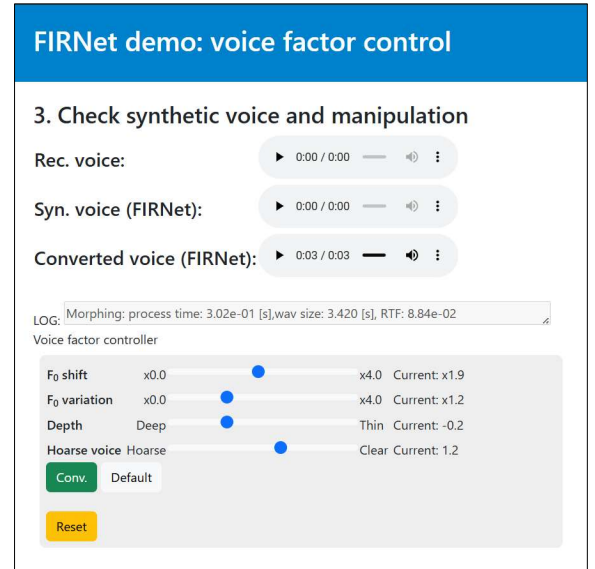 FIRNet demo: voice factor control
3. Check synthetic voice and manipulation
Rec. voice: 0:00 / 0:00
Syn. voice (FIRNet): 0:00 / 0:00
Converted voice (FIRNet): 0:03 / 0:03
LOG: Morphing: process time: 3.02e-01 [s],wav size: 3.420 [s], RTF: 8.84e-02
Voice factor controller
F₀ shift x0.0 x4.0 Current: x1.9
F₀ variation x0.0 x4.0 Current: x1.2
Depth Deep Thin Current: -0.2
Hoarse voice Hoarse Clear Current: 1.2
Conv. Default
Reset